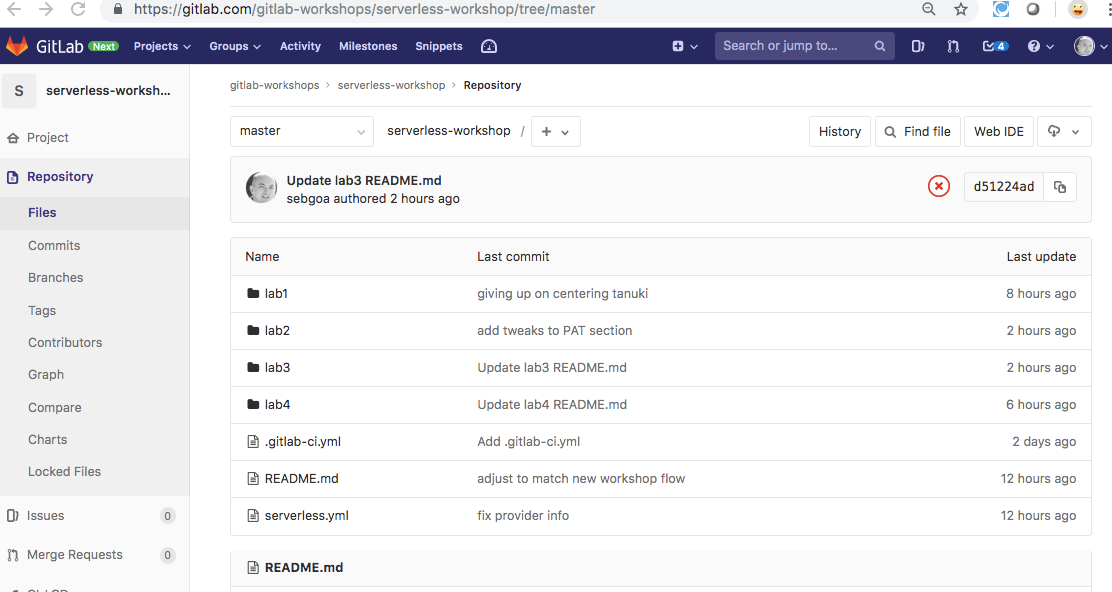 https://gitlab.com/gitlab-workshops/serverless-workshop/tree/master
GitLab Next Projects Groups Activity Milestones Snippets Search or jump to... 4
S serverless-worksh... gitlab-workshops › serverless-workshop › Repository
master serverless-workshop / + History Find file Web IDE
Project
Repository
Files
Commits
Branches
Tags
Contributors
Graph
Compare
Charts
Locked Files
Issues 0
Merge Requests 0
Update lab3 README.md
sebgoa authored 2 hours ago
d51224ad
Name Last commit Last update
lab1 giving up on centering tanuki 8 hours ago
lab2 add tweaks to PAT section 2 hours ago
lab3 Update lab3 README.md 2 hours ago
lab4 Update lab4 README.md 6 hours ago
.gitlab-ci.yml Add .gitlab-ci.yml 2 days ago
README.md adjust to match new workshop flow 12 hours ago
serverless.yml fix provider info 12 hours ago
README.md